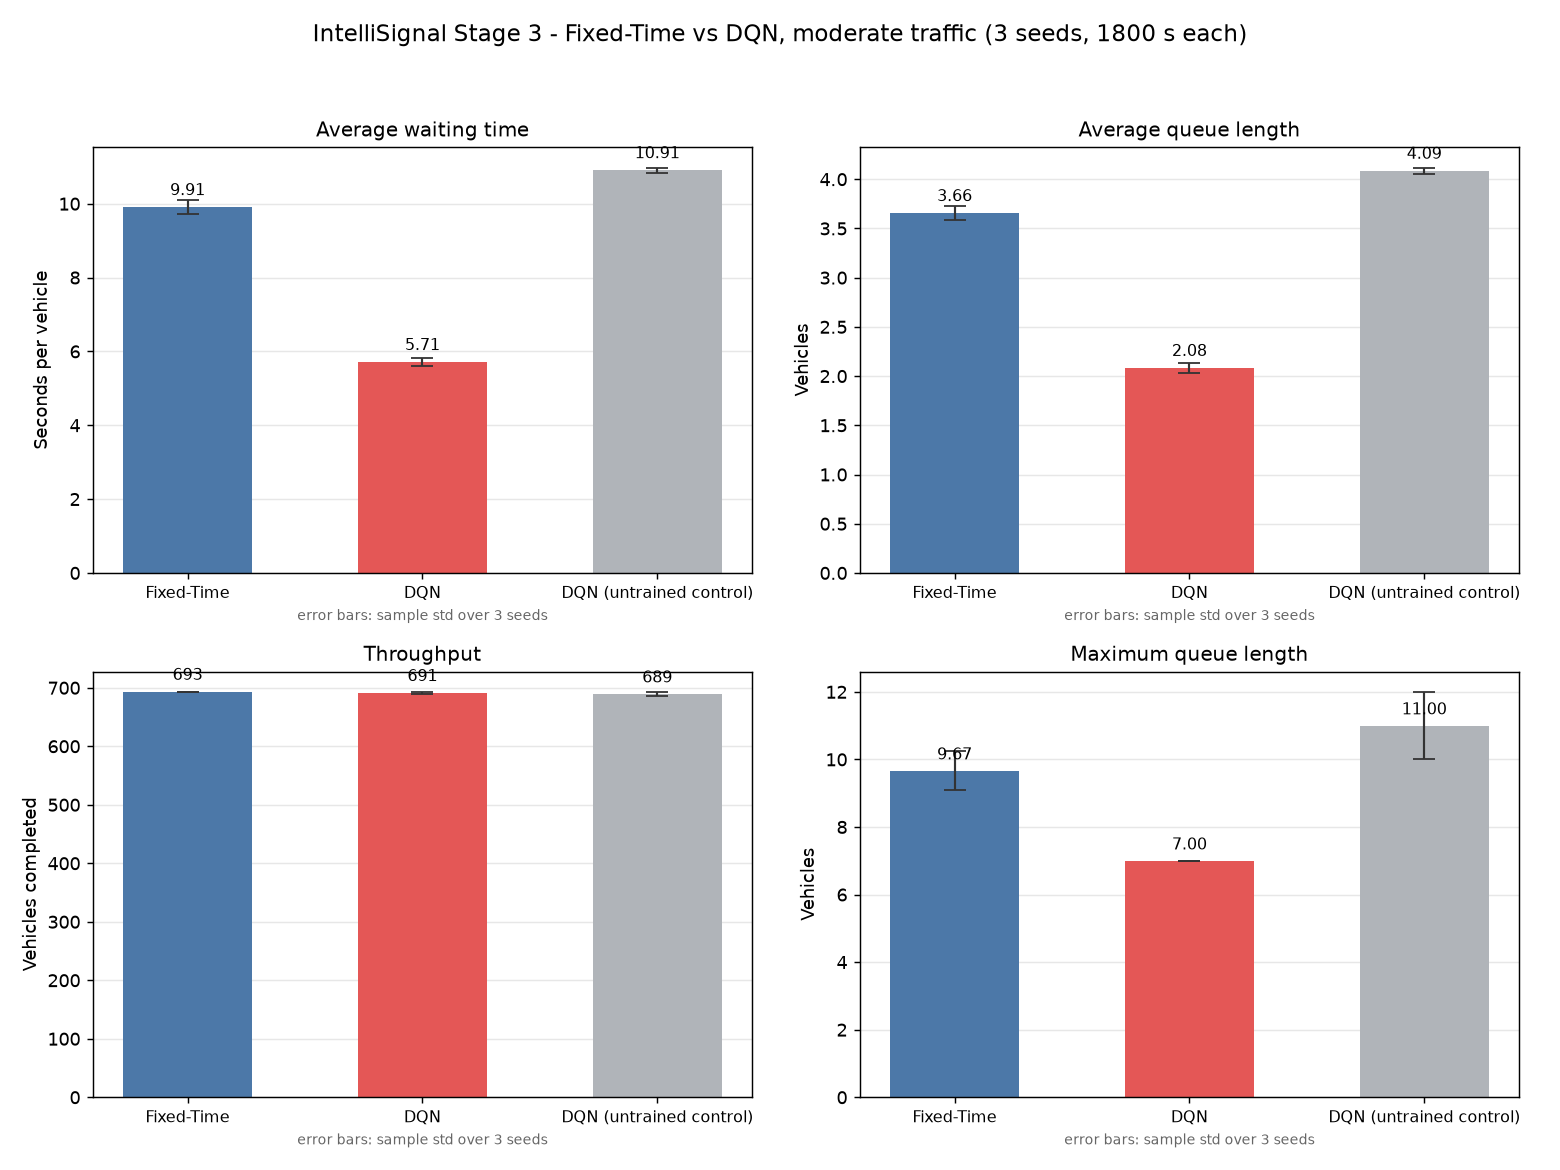 IntelliSignal Stage 3 - Fixed-Time vs DQN, moderate traffic (3 seeds, 1800 s each)
Average waiting time
Seconds per vehicle
10
8
6
4
2
0
9.91
5.71
10.91
Fixed-Time
DQN
DQN (untrained control)
error bars: sample std over 3 seeds
Average queue length
Vehicles
4.0
3.5
3.0
2.5
2.0
1.5
1.0
0.5
0.0
3.66
2.08
4.09
Fixed-Time
DQN
DQN (untrained control)
error bars: sample std over 3 seeds
Throughput
Vehicles completed
700
600
500
400
300
200
100
0
693
691
689
Fixed-Time
DQN
DQN (untrained control)
error bars: sample std over 3 seeds
Maximum queue length
Vehicles
12
10
8
6
4
2
0
9.67
7.00
11.00
Fixed-Time
DQN
DQN (untrained control)
error bars: sample std over 3 seeds